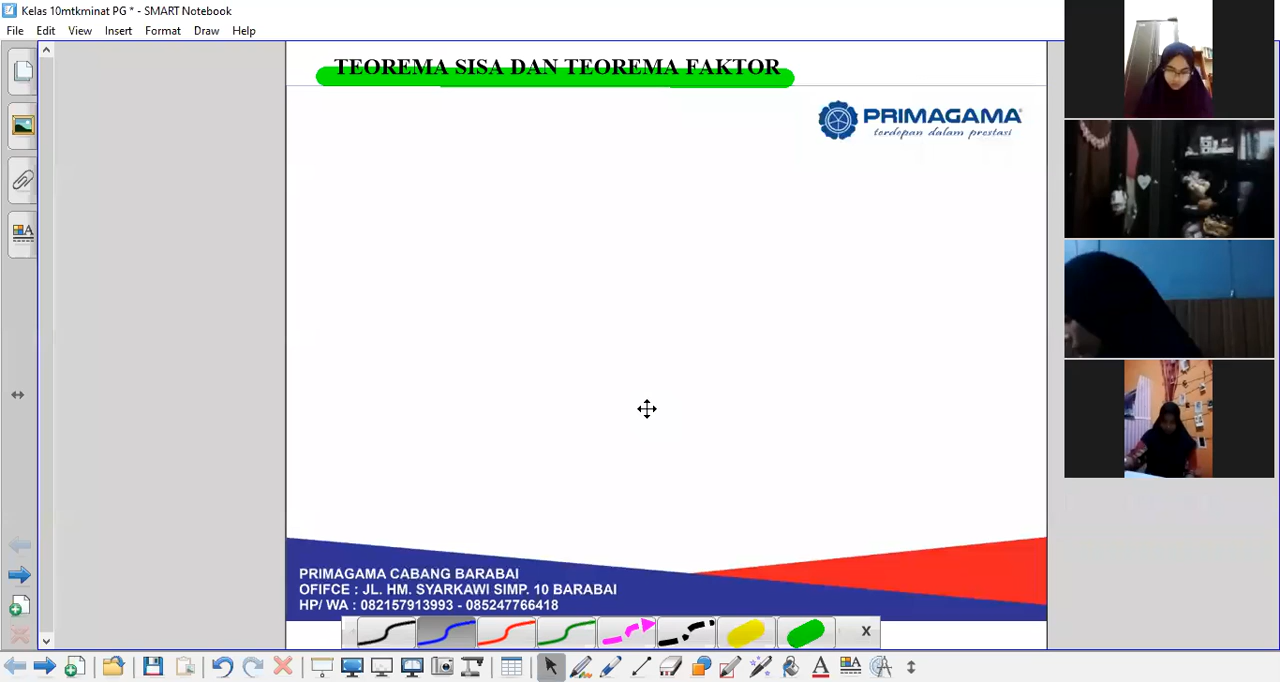 Kelas 10mtkminat PG * - SMART Notebook
File Edit View Insert Format Draw Help
TEOREMA SISA DAN TEOREMA FAKTOR
PRIMAGAMA
terdepan dalam prestasi
PRIMAGAMA CABANG BARABAI
OFIFCE : JL. HM. SYARKAWI SIMP. 10 BARABAI
HP/ WA : 082157913993 - 085247766418
X